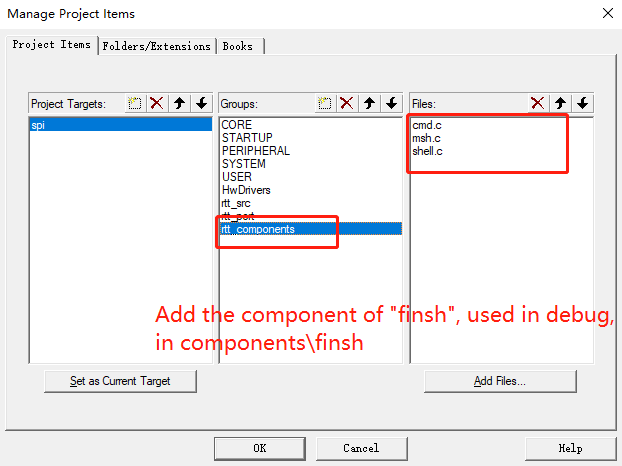 Manage Project Items
Project Items Folders/Extensions Books
Project Targets: Groups: Files:
spi
CORE
STARTUP
PERIPHERAL
SYSTEM
USER
HwDrivers
rtt_src
rtt_port
rtt_components
cmd.c
msh.c
shell.c
Add the component of "finsh", used in debug,
in components\finsh
Set as Current Target Add Files...
OK Cancel Help